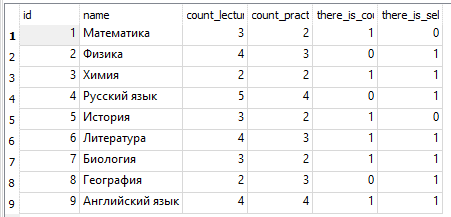 id name count_lectur count_pract there_is_cou there_is_sel
1 1 Математика 3 2 1 0
2 2 Физика 4 3 0 1
3 3 Химия 2 2 1 1
4 4 Русский язык 5 4 0 1
5 5 История 3 2 1 0
6 6 Литература 4 3 1 1
7 7 Биология 3 2 1 1
8 8 География 2 3 0 1
9 9 Английский язык 4 4 1 1